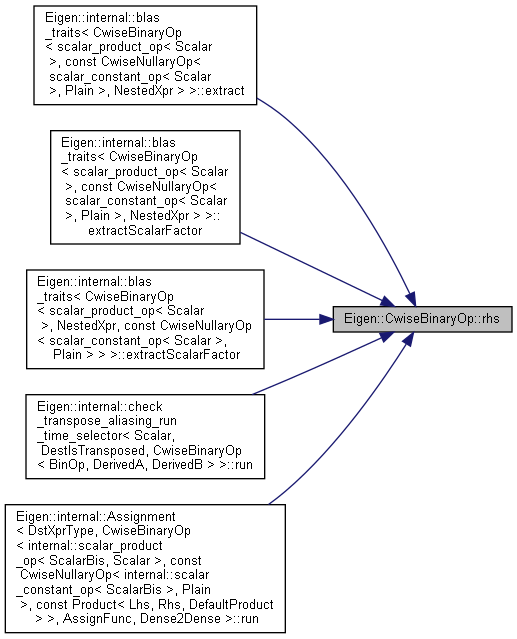 Eigen::internal::blas
_traits< CwiseBinaryOp
< scalar_product_op< Scalar
>, const CwiseNullaryOp<
scalar_constant_op< Scalar
>, Plain >, NestedXpr > >::extract
Eigen::internal::blas
_traits< CwiseBinaryOp
< scalar_product_op< Scalar
>, const CwiseNullaryOp<
scalar_constant_op< Scalar
>, Plain >, NestedXpr > >::
extractScalarFactor
Eigen::internal::blas
_traits< CwiseBinaryOp
< scalar_product_op< Scalar
>, NestedXpr, const CwiseNullaryOp
< scalar_constant_op< Scalar >,
Plain > > >::extractScalarFactor
Eigen::CwiseBinaryOp::rhs
Eigen::internal::check
_transpose_aliasing_run
_time_selector< Scalar,
DestIsTransposed, CwiseBinaryOp
< BinOp, DerivedA, DerivedB > >::run
Eigen::internal::Assignment
< DstXprType, CwiseBinaryOp
< internal::scalar_product
_op< ScalarBis, Scalar >, const
CwiseNullaryOp< internal::scalar
_constant_op< ScalarBis >, Plain
>, const Product< Lhs, Rhs, DefaultProduct
> >, AssignFunc, Dense2Dense >::run